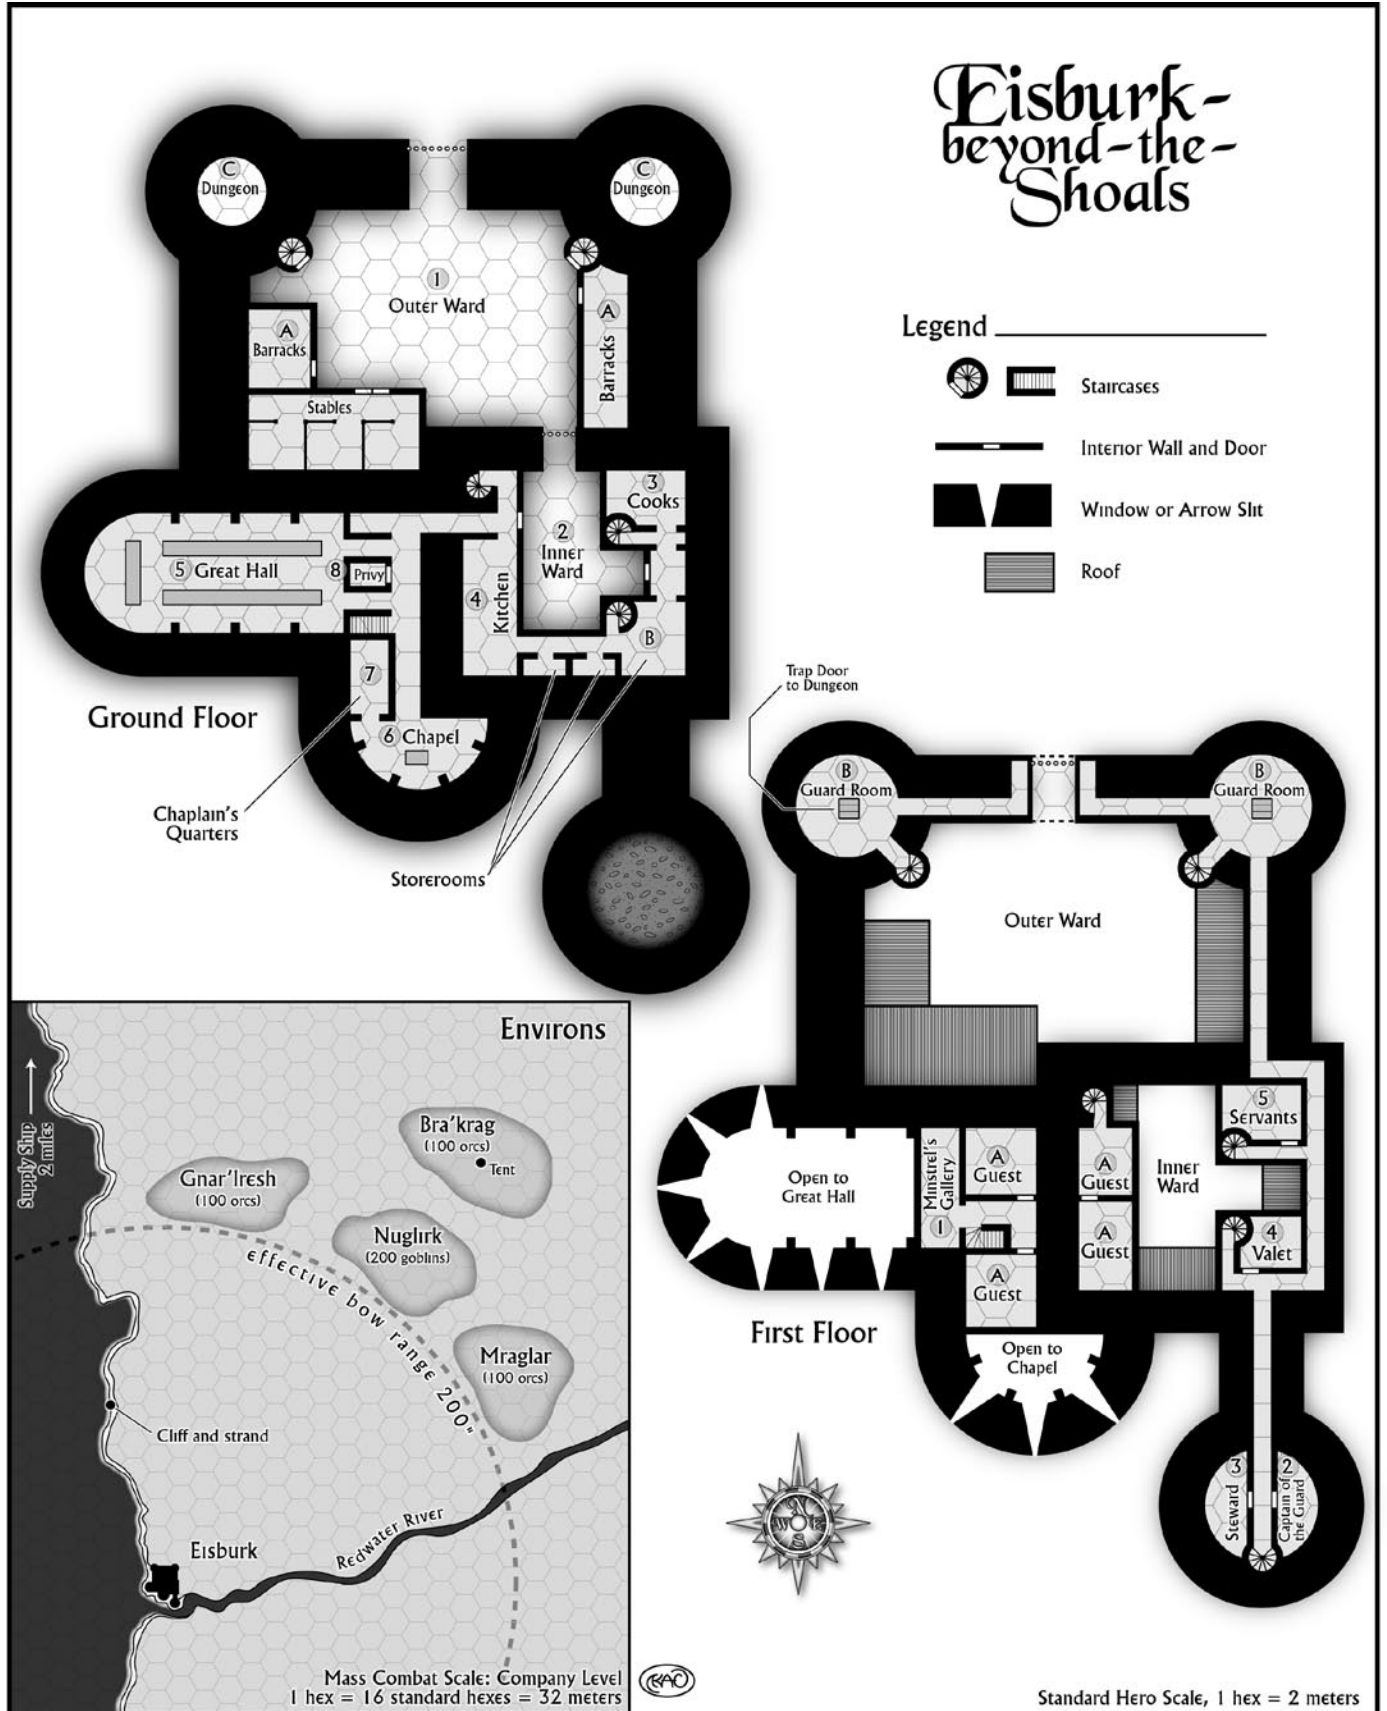 Eisburk-
beyond-the-
Shoals
Legend
Staircases
Interior Wall and Door
Window or Arrow Slit
Roof
C
Dungeon
C
Dungeon
1
Outer Ward
A
Barracks
A
Barracks
Stables
3
Cooks
2
Inner
Ward
5 Great Hall
8
Privy
4
Kitchen
B
7
6 Chapel
Ground Floor
Chaplain's
Quarters
Storerooms
Trap Door
to Dungeon
B
Guard Room
B
Guard Room
Outer Ward
5
Servants
Open to
Great Hall
Minstrel's
Gallery
1
A
Guest
A
Guest
Inner
Ward
A
Guest
4
Valet
A
Guest
First Floor
Open to
Chapel
3
Steward
2
Captain of
the Guard
N
W
E
S
Environs
Supply Ship
2 miles
Bra'krag
(100 orcs)
Tent
Gnar'lresh
(100 orcs)
Nuglirk
(200 goblins)
effective bow range 200"
Mraglar
(100 orcs)
Cliff and strand
Eisburk
Redwater River
Mass Combat Scale: Company Level
1 hex = 16 standard hexes = 32 meters
Standard Hero Scale, 1 hex = 2 meters